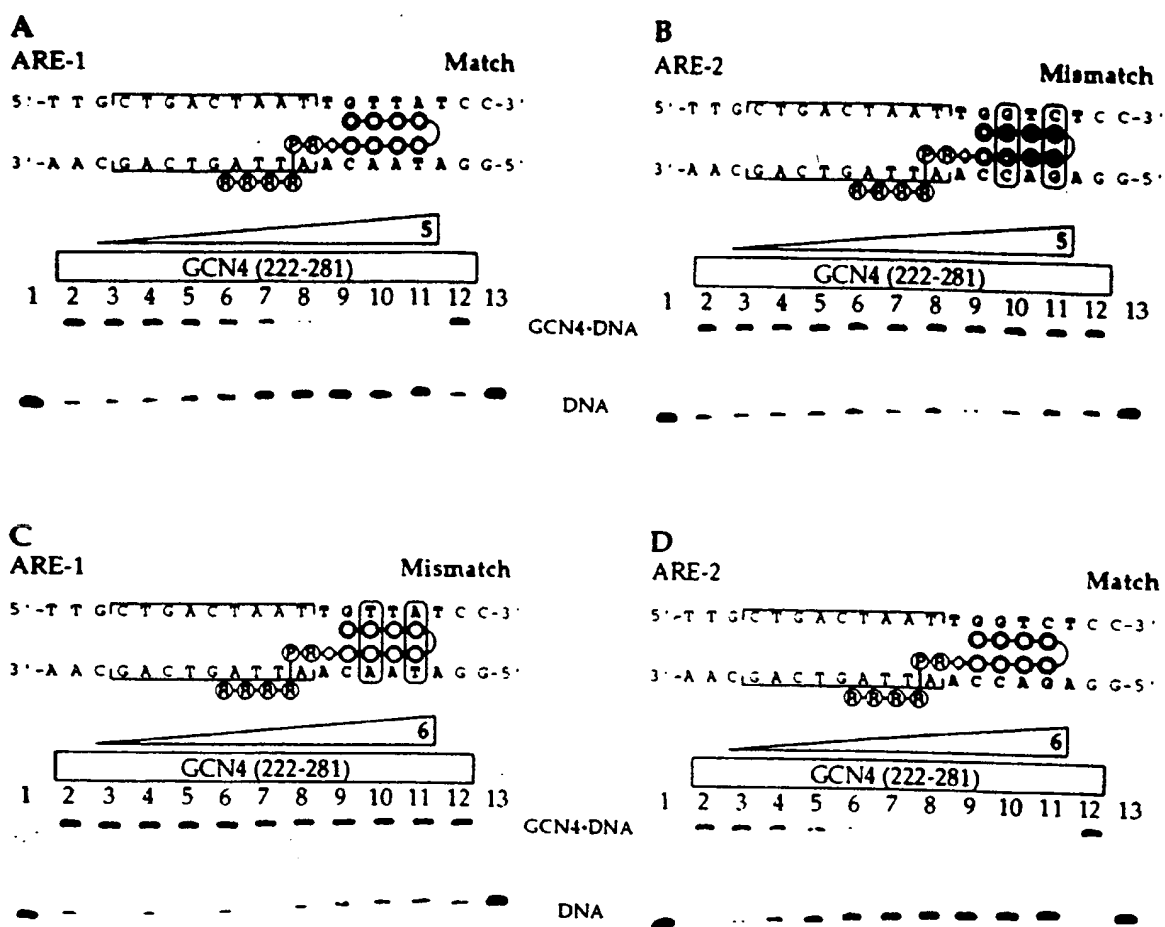 A
ARE-1 Match
5'-T T G C T G A C T A A T T G T T A T C C-3'
P R
3'-A A C G A C T G A T T A A C A A T A G G-5'
R R R R
5
GCN4 (222-281)
1 2 3 4 5 6 7 8 9 10 11 12 13
B
ARE-2 Mismatch
5'-T T G C T G A C T A A T T G G T C T C C-3'
P R
3'-A A C G A C T G A T T A A C C A G A G G-5'
R R R R
5
GCN4 (222-281)
1 2 3 4 5 6 7 8 9 10 11 12 13
GCN4·DNA
DNA
C
ARE-1 Mismatch
5'-T T G C T G A C T A A T T G T T A T C C-3'
P R
3'-A A C G A C T G A T T A A C A A T A G G-5'
R R R R
6
GCN4 (222-281)
1 2 3 4 5 6 7 8 9 10 11 12 13
D
ARE-2 Match
5'-T T G C T G A C T A A T T G G T C T C C-3'
P R
3'-A A C G A C T G A T T A A C C A G A G G-5'
R R R R
6
GCN4 (222-281)
1 2 3 4 5 6 7 8 9 10 11 12 13
GCN4·DNA
DNA